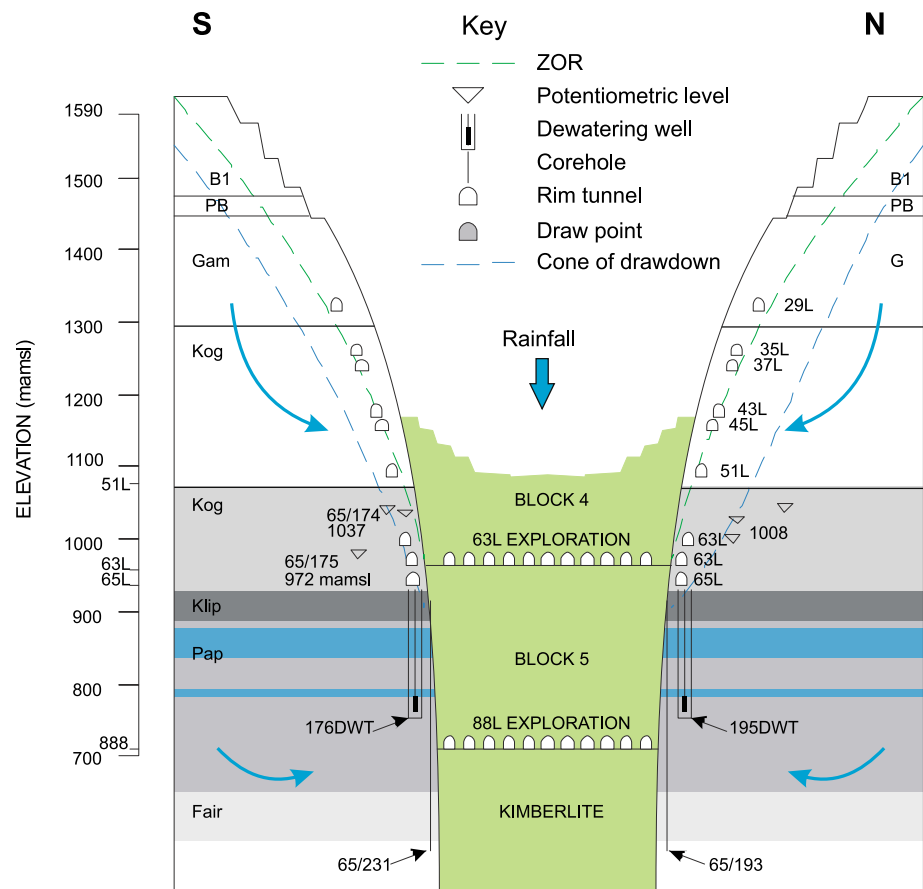 S
Key
N
ZOR
Potentiometric level
Dewatering well
Corehole
Rim tunnel
Draw point
Cone of drawdown
ELEVATION (mamsl)
1590
1500
1400
1300
1200
1100
51L
1000
63L
65L
900
800
888
700
B1
PB
Gam
Kog
Kog
65/174
1037
65/175
972 mamsl
Klip
Pap
176DWT
Fair
65/231
Rainfall
BLOCK 4
63L EXPLORATION
BLOCK 5
88L EXPLORATION
KIMBERLITE
B1
PB
G
29L
35L
37L
43L
45L
51L
1008
63L
63L
65L
195DWT
65/193